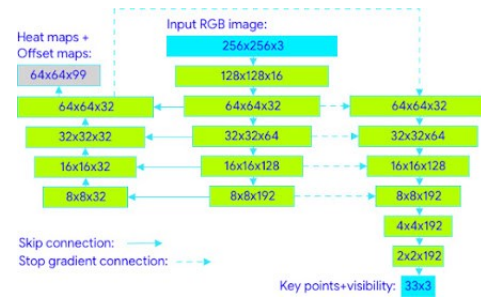 Input RGB image:
Heat maps +
Offset maps:
256x256x3
64x64x99
128x128x16
64x64x32
64x64x32
64x64x32
32x32x32
32x32x64
32x32x64
16x16x32
16x16x128
16x16x128
8x8x32
8x8x192
8x8x192
4x4x192
Skip connection:
Stop gradient connection:
2x2x192
Key points+visibility:
33x3